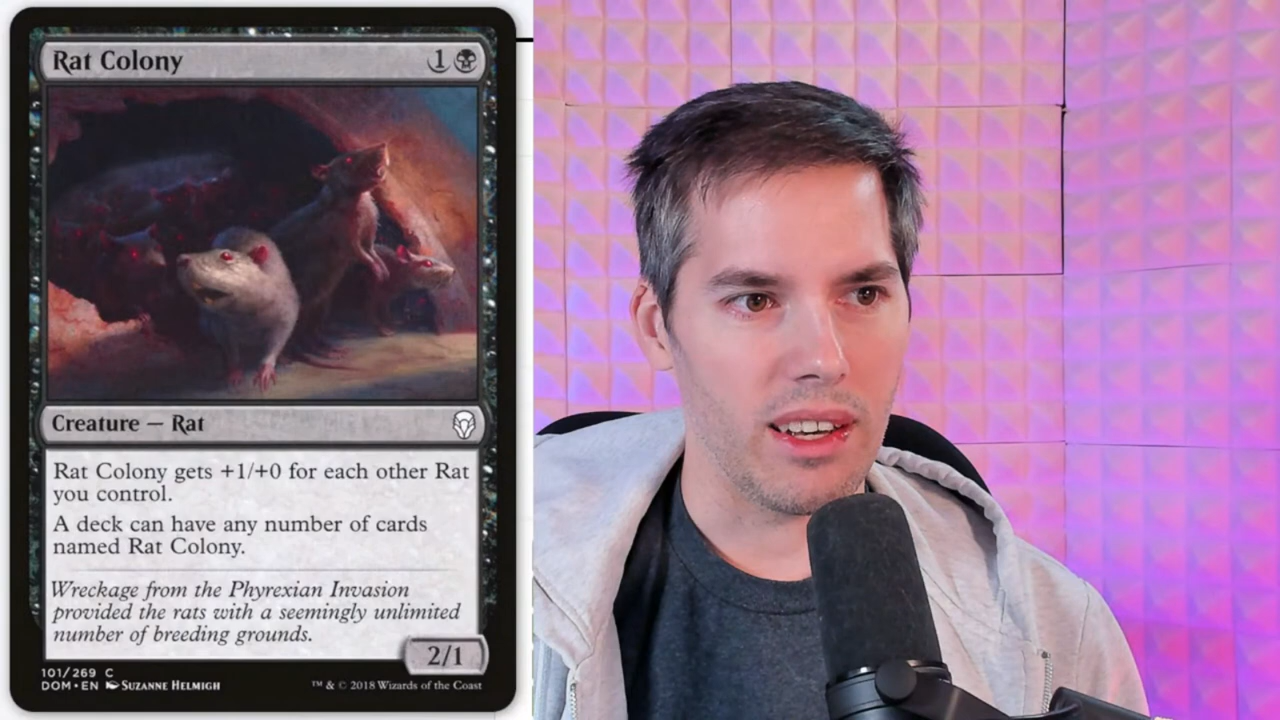 Rat Colony 1
Creature — Rat
Rat Colony gets +1/+0 for each other Rat
you control.
A deck can have any number of cards
named Rat Colony.
Wreckage from the Phyrexian Invasion
provided the rats with a seemingly unlimited
number of breeding grounds.
2/1
101/269 C
DOM • EN Suzanne Helmigh
™ & © 2018 Wizards of the Coast